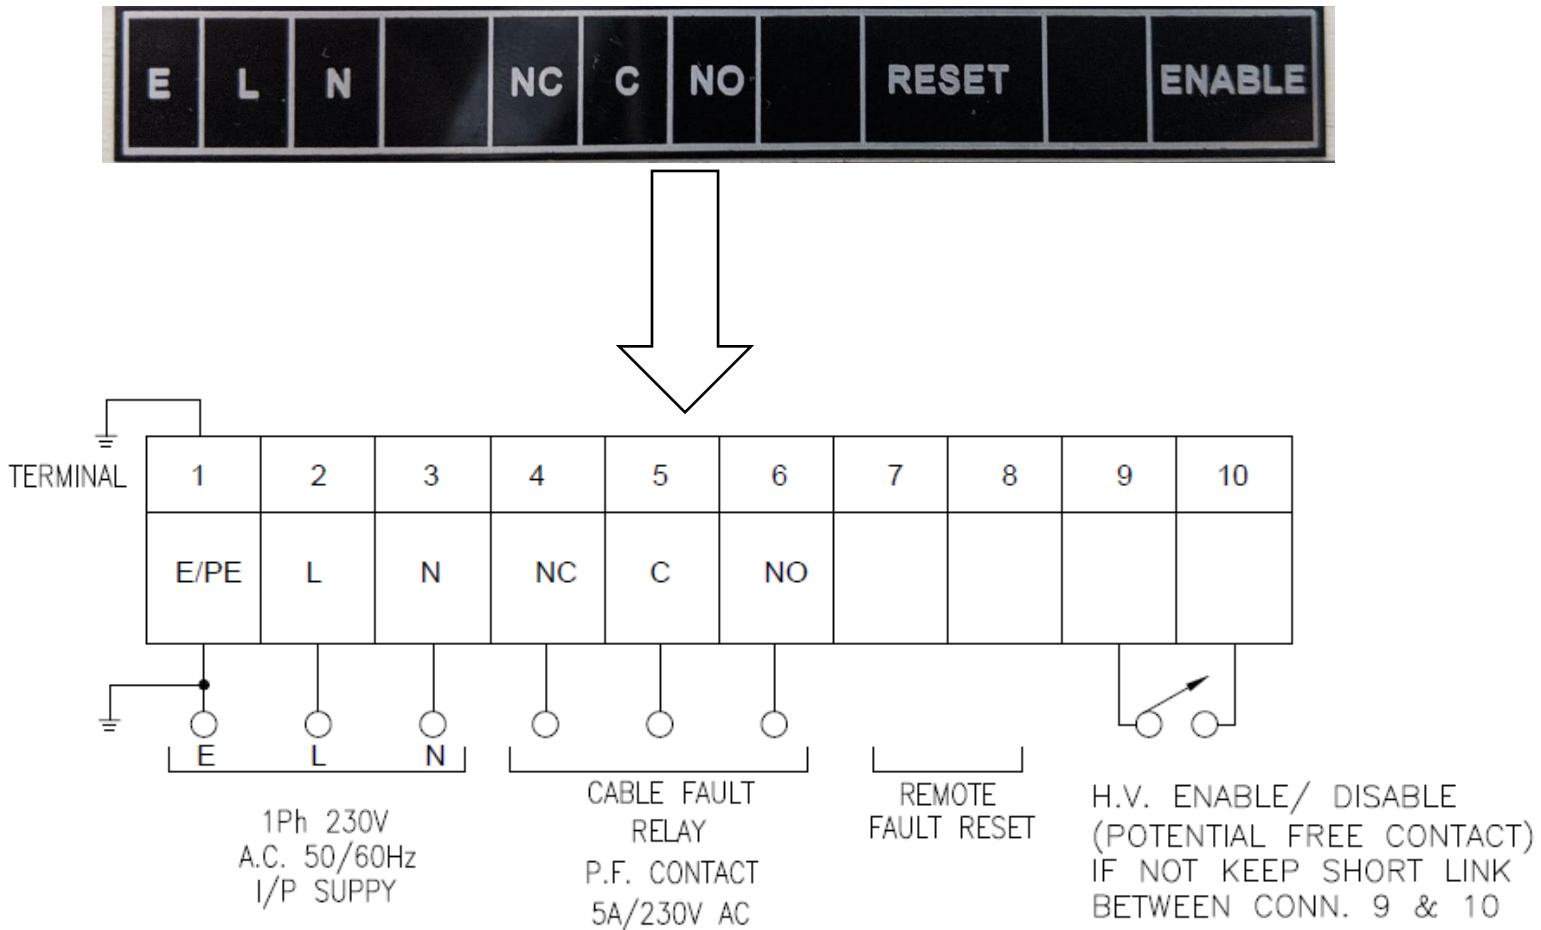 E L N NC C NO RESET ENABLE
TERMINAL 1 2 3 4 5 6 7 8 9 10
E/PE L N NC C NO
E L N
1Ph 230V
A.C. 50/60Hz
I/P SUPPY
CABLE FAULT
RELAY
P.F. CONTACT
5A/230V AC
REMOTE
FAULT RESET
H.V. ENABLE/ DISABLE
(POTENTIAL FREE CONTACT)
IF NOT KEEP SHORT LINK
BETWEEN CONN. 9 & 10